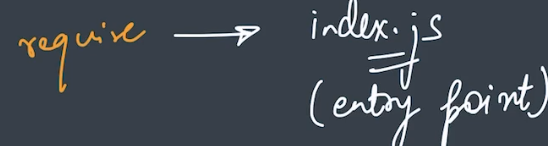 require → index.js
(entry point)